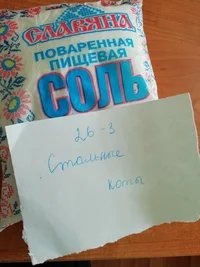 СЛАВЯНА
ПОВАРЕННАЯ
ПИЩЕВАЯ
СОЛЬ
26-3
Стальные
коты